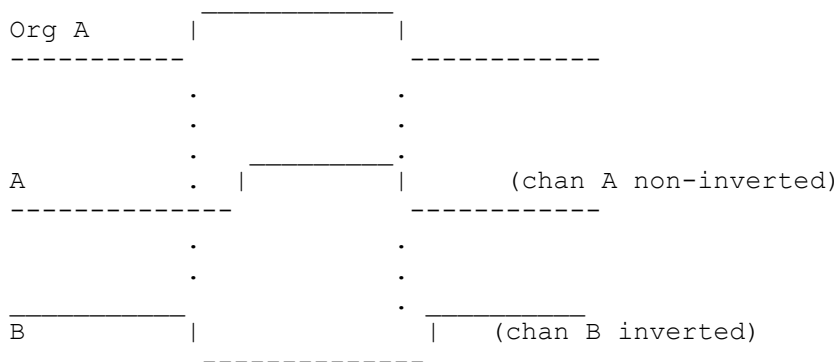 Org A
A (chan A non-inverted)
B (chan B inverted)